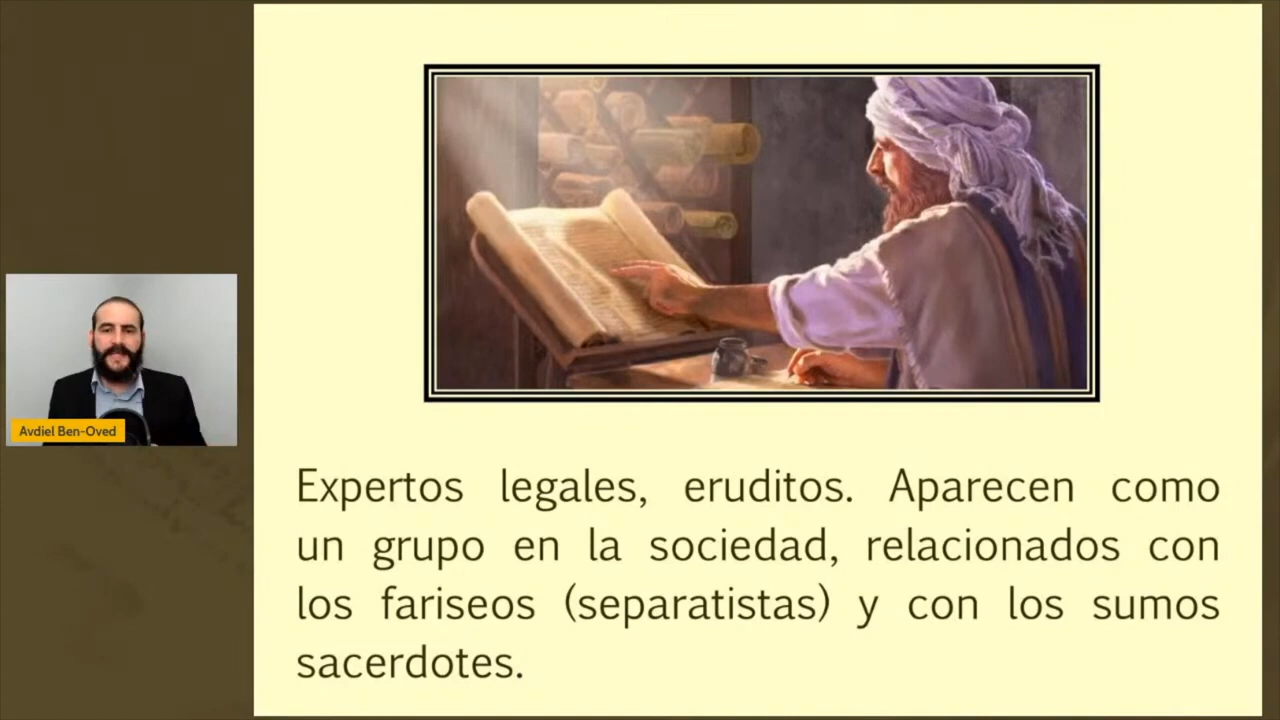 Avdiel Ben-Oved
Expertos legales, eruditos. Aparecen como
un grupo en la sociedad, relacionados con
los fariseos (separatistas) y con los sumos
sacerdotes.